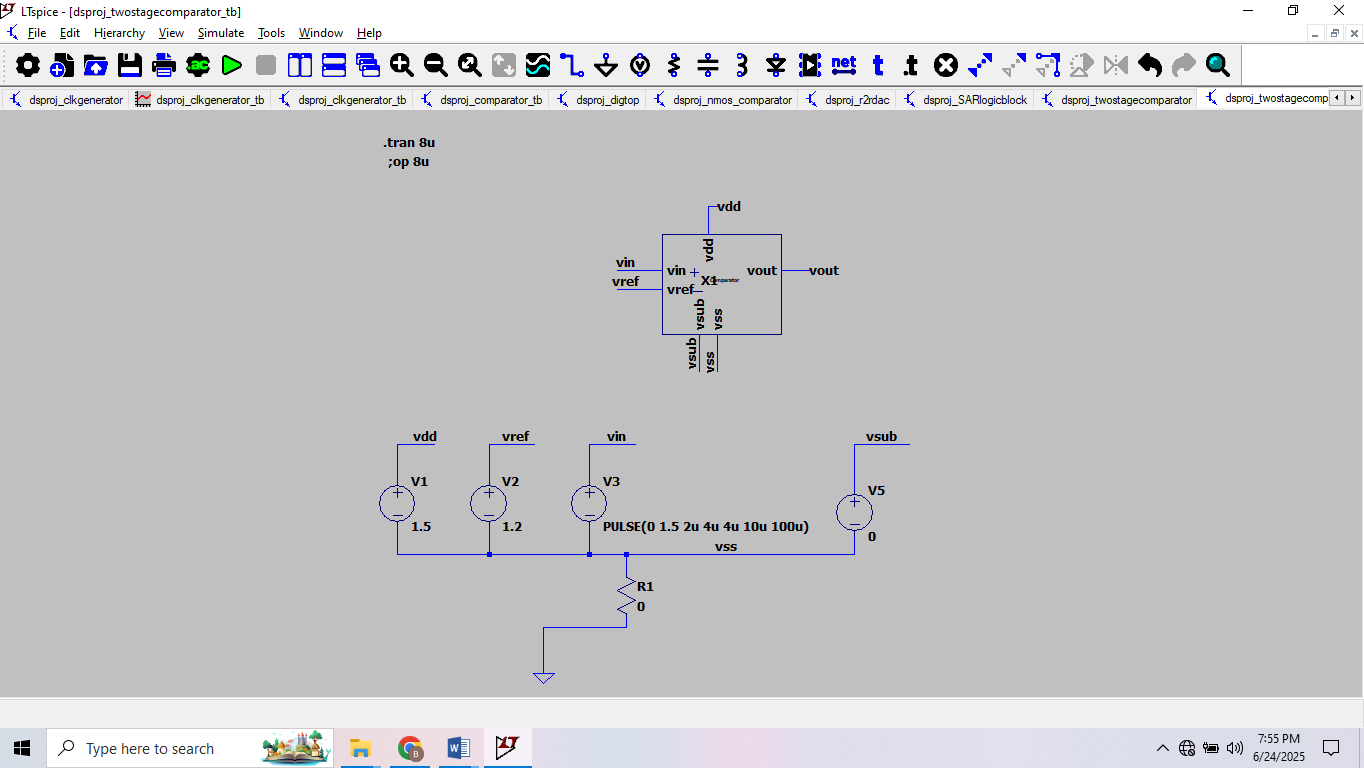 LTspice - [dsproj_twostagecomparator_tb]
File Edit Hierarchy View Simulate Tools Window Help
.ac net t .t
dsproj_clkgenerator dsproj_clkgenerator_tb dsproj_clkgenerator_tb dsproj_comparator_tb dsproj_digtop dsproj_nmos_comparator dsproj_r2rdac dsproj_SARlogicblock dsproj_twostagecomparator dsproj_twostagecomp
.tran 8u
;op 8u
vdd
vdd
vin vin + vout vout
X1 comparator
vref vref
vsub vss
vsub vss
vdd vref vin vsub
V1 V2 V3 V5
1.5 1.2 PULSE(0 1.5 2u 4u 4u 10u 100u) 0
vss
R1
0
Type here to search
B W
7:55 PM
6/24/2025